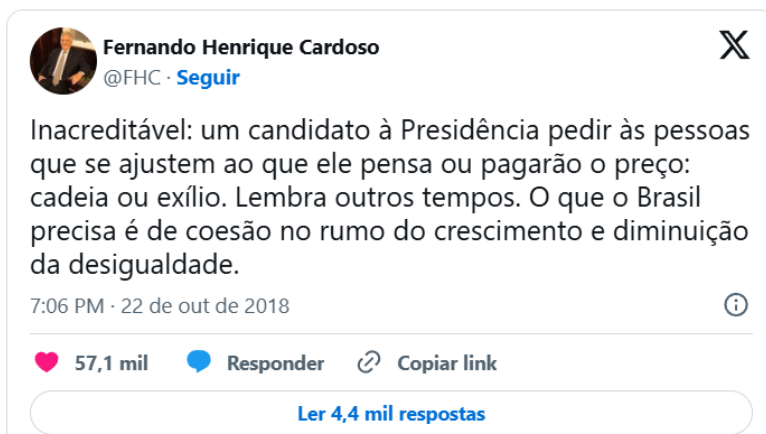 Fernando Henrique Cardoso
@FHC · Seguir
Inacreditável: um candidato à Presidência pedir às pessoas
que se ajustem ao que ele pensa ou pagarão o preço:
cadeia ou exílio. Lembra outros tempos. O que o Brasil
precisa é de coesão no rumo do crescimento e diminuição
da desigualdade.
7:06 PM · 22 de out de 2018
57,1 mil Responder Copiar link
Ler 4,4 mil respostas